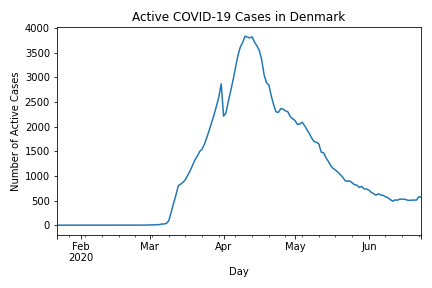 Active COVID-19 Cases in Denmark
4000
3500
3000
2500
2000
1500
1000
500
0
Number of Active Cases
Feb
2020
Mar
Apr
May
Jun
Day